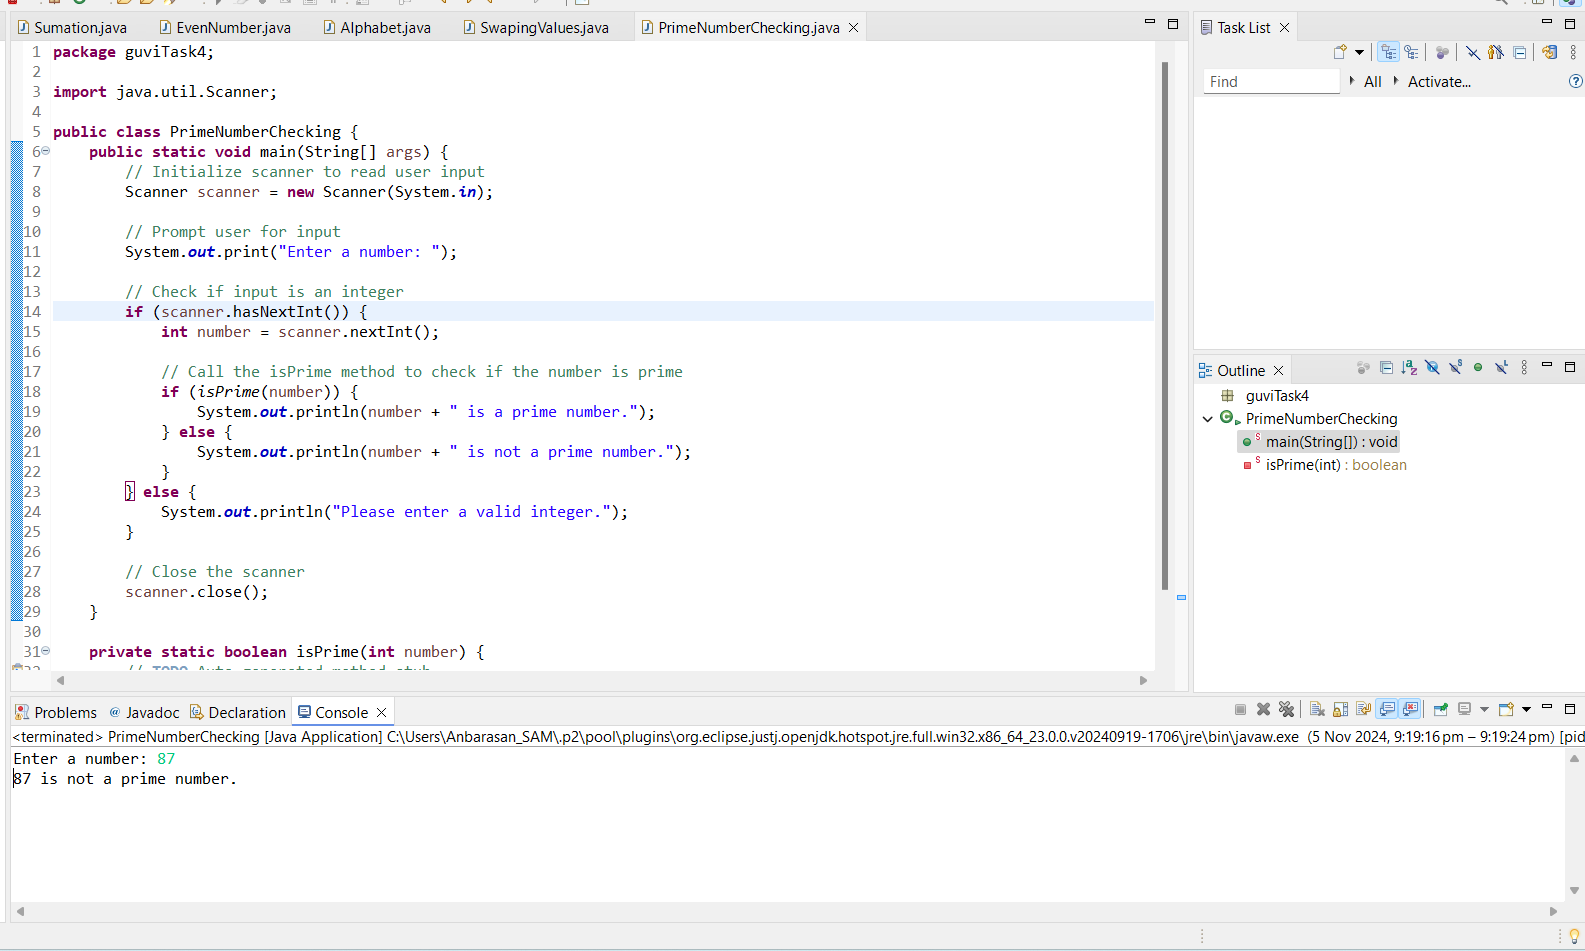 Sumation.java EvenNumber.java Alphabet.java SwapingValues.java PrimeNumberChecking.java
1 package guviTask4;
2
3 import java.util.Scanner;
4
5 public class PrimeNumberChecking {
6 public static void main(String[] args) {
7 // Initialize scanner to read user input
8 Scanner scanner = new Scanner(System.in);
9
10 // Prompt user for input
11 System.out.print("Enter a number: ");
12
13 // Check if input is an integer
14 if (scanner.hasNextInt()) {
15 int number = scanner.nextInt();
16
17 // Call the isPrime method to check if the number is prime
18 if (isPrime(number)) {
19 System.out.println(number + " is a prime number.");
20 } else {
21 System.out.println(number + " is not a prime number.");
22 }
23 } else {
24 System.out.println("Please enter a valid integer.");
25 }
26
27 // Close the scanner
28 scanner.close();
29 }
30
31 private static boolean isPrime(int number) {
32 // TODO Auto-generated method stub
Task List
Find All Activate...
Outline
guviTask4
PrimeNumberChecking
main(String[]) : void
isPrime(int) : boolean
Problems @ Javadoc Declaration Console
<terminated> PrimeNumberChecking [Java Application] C:\Users\Anbarasan_SAM\.p2\pool\plugins\org.eclipse.justj.openjdk.hotspot.jre.full.win32.x86_64_23.0.0.v20240919-1706\jre\bin\javaw.exe (5 Nov 2024, 9:19:16 pm – 9:19:24 pm) [pid
Enter a number: 87
87 is not a prime number.